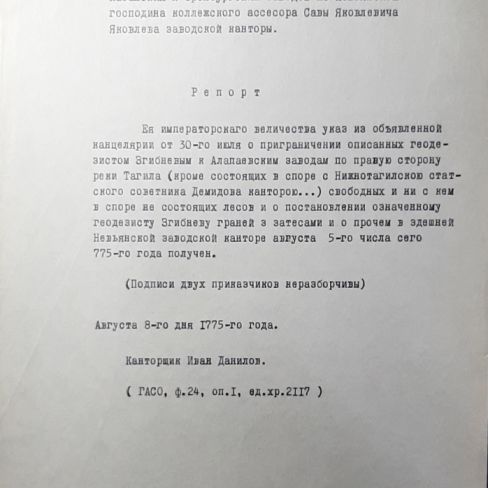 господина коллежского ассесора Савы Яковлевича
Яковлева заводской канторы.
Репорт
Ея императорскаго величества указ из объявленной
канцелярии от 30-го июля о приграничении описанных геоде-
зистом Згибневым к Алапаевским заводам по правую сторону
реки Тагила (кроме состоящих в споре с Нижнотагилскою стат-
ского советника Демидова канторою...) свободных и ни с кем
в споре не состоящих лесов и о постановлении означенному
геодезисту Згибневу граней з затесами и о прочем в здешней
Невьянской заводской канторе августа 5-го числа сего
775-го года получен.
(Подписи двух приказчиков неразборчивы)
Августа 8-го дня 1775-го года.
Канторщик Иван Данилов.
( ГАСО, ф.24, оп.I, ед.хр.2117 )